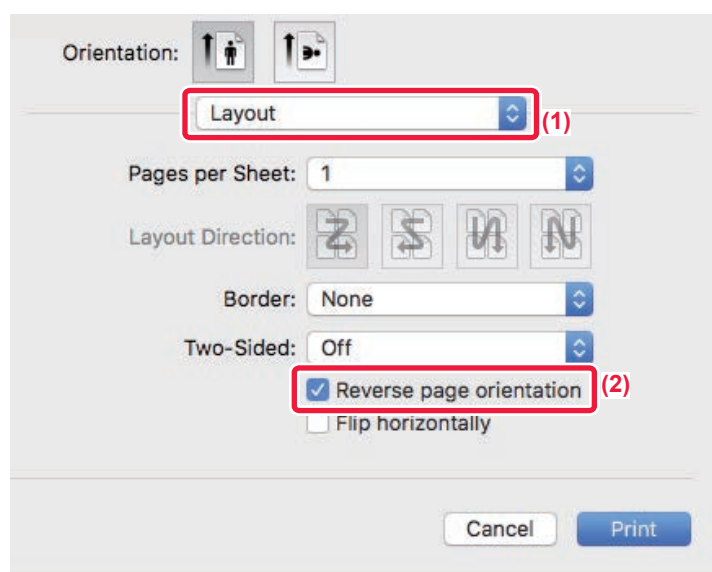 Orientation:
Layout
(1)
Pages per Sheet: 1
Layout Direction:
Border: None
Two-Sided: Off
Reverse page orientation (2)
Flip horizontally
Cancel Print